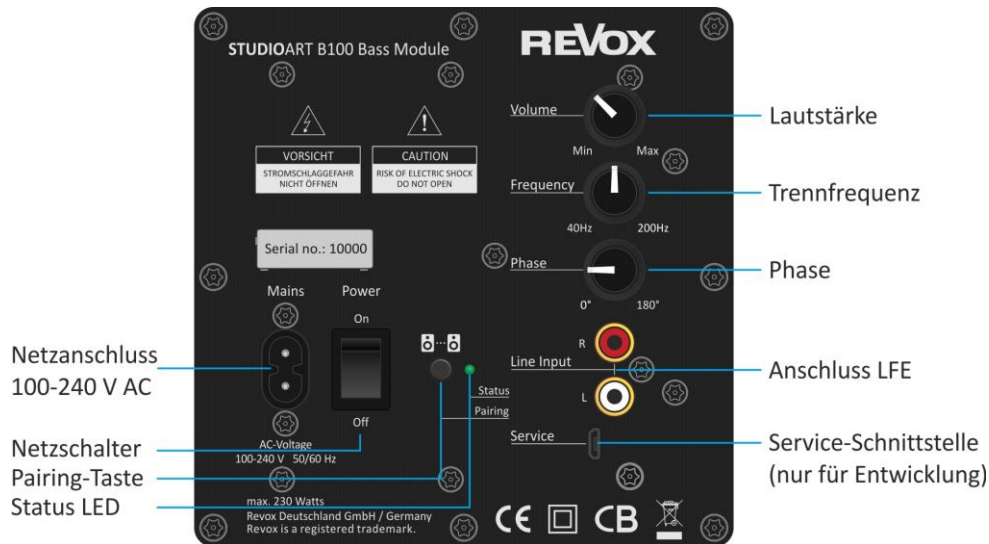 STUDIOART B100 Bass Module
REVOX
Volume
Lautstärke
Min Max
VORSICHT
STROMSCHLAGGEFAHR
NICHT ÖFFNEN
CAUTION
RISK OF ELECTRIC SHOCK
DO NOT OPEN
Frequency
Trennfrequenz
40Hz 200Hz
Serial no.: 10000
Phase
Phase
0° 180°
Mains Power
On
R
Line Input
L
Anschluss LFE
Netzanschluss
100-240 V AC
Status
Pairing
Off
Service
Service-Schnittstelle
(nur für Entwicklung)
AC-Voltage
100-240 V 50/60 Hz
Netzschalter
Pairing-Taste
Status LED
max. 230 Watts
Revox Deutschland GmbH / Germany
Revox is a registered trademark.
CE CB